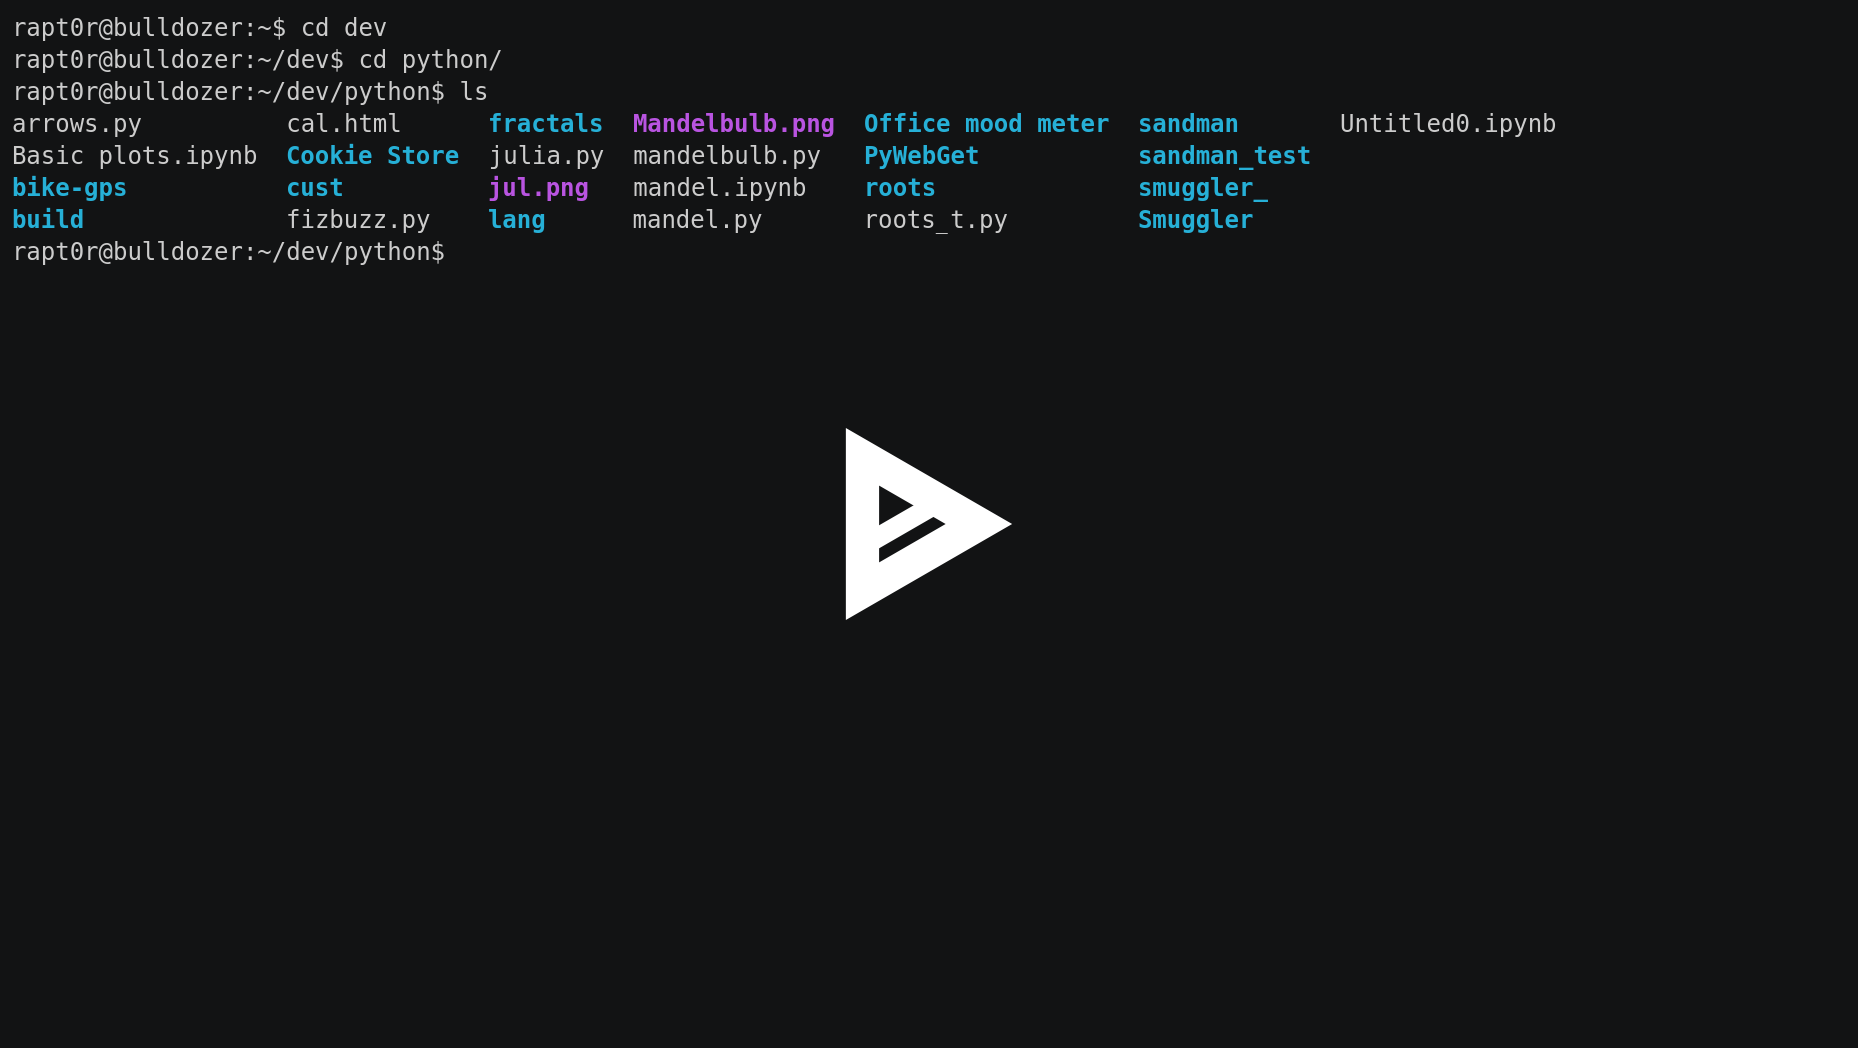 rapt0r@bulldozer:~$ cd dev
rapt0r@bulldozer:~/dev$ cd python/
rapt0r@bulldozer:~/dev/python$ ls
arrows.py          cal.html      fractals  Mandelbulb.png  Office mood meter  sandman       Untitled0.ipynb
Basic plots.ipynb  Cookie Store  julia.py  mandelbulb.py   PyWebGet           sandman_test
bike-gps           cust          jul.png   mandel.ipynb    roots              smuggler_
build              fizbuzz.py    lang      mandel.py       roots_t.py         Smuggler
rapt0r@bulldozer:~/dev/python$